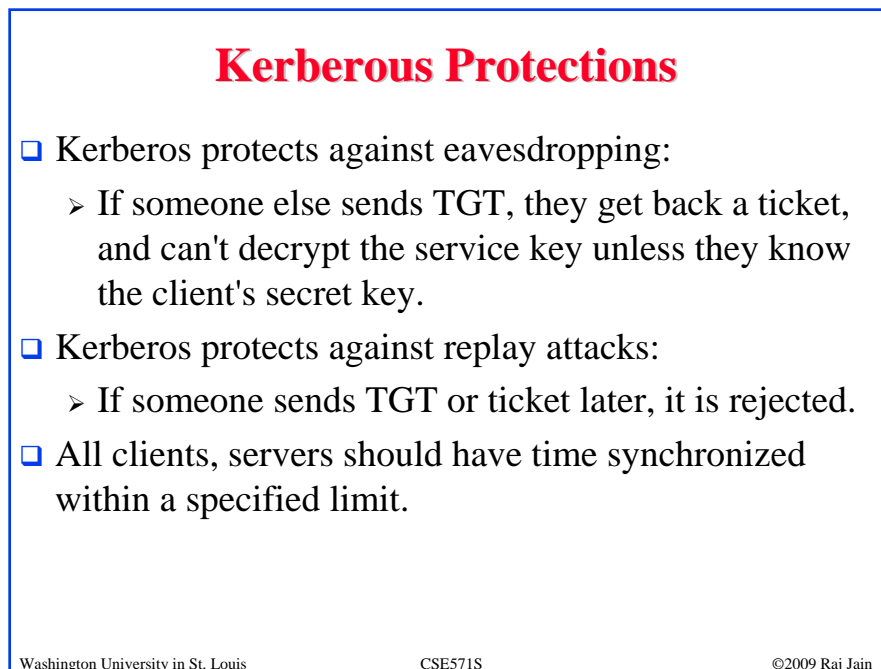 Kerberous Protections
Kerberos protects against eavesdropping:
If someone else sends TGT, they get back a ticket,
and can't decrypt the service key unless they know
the client's secret key.
Kerberos protects against replay attacks:
If someone sends TGT or ticket later, it is rejected.
All clients, servers should have time synchronized
within a specified limit.
Washington University in St. Louis CSE571S ©2009 Raj Jain